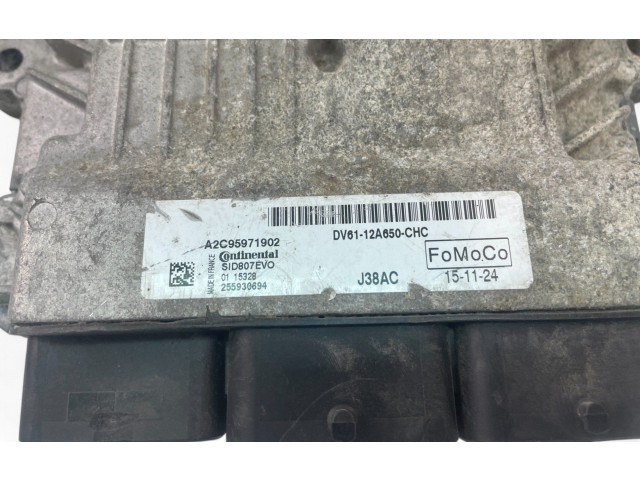 DV61-12A650-CHC
A2C95971902
Continental
SID807EVO
01 15328
255930694
MADE IN FRANCE
J38AC
FoMoCo
15-11-24